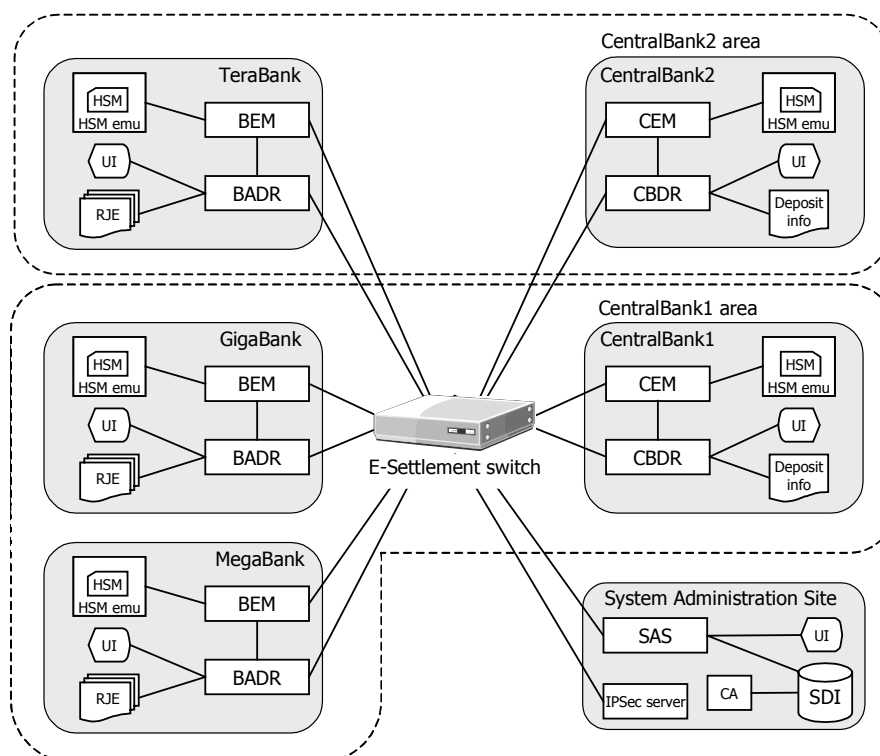 CentralBank2 area
TeraBank
HSM
HSM emu
BEM
UI
BADR
RJE
CentralBank2
CEM
HSM
HSM emu
UI
CBDR
Deposit
info
CentralBank1 area
GigaBank
HSM
HSM emu
BEM
UI
BADR
RJE
E-Settlement switch
CentralBank1
CEM
HSM
HSM emu
UI
CBDR
Deposit
info
MegaBank
HSM
HSM emu
BEM
UI
BADR
RJE
System Administration Site
SAS
UI
IPSec server
CA
SDI